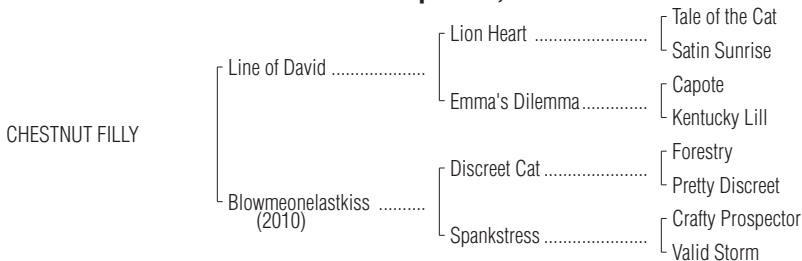 Tale of the Cat
Lion Heart ........................
Satin Sunrise
Line of David ....................
Capote
Emma's Dilemma..............
Kentucky Lill
CHESTNUT FILLY
Forestry
Discreet Cat ......................
Pretty Discreet
Blowmeonelastkiss ..........
(2010)
Crafty Prospector
Spankstress ......................
Valid Storm